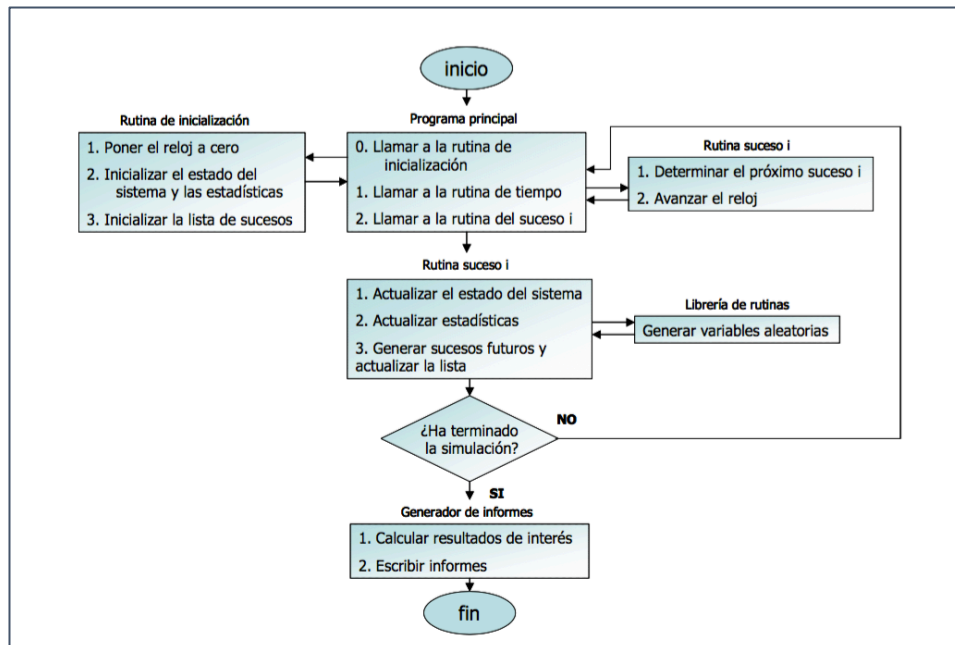 inicio
Rutina de inicialización
1. Poner el reloj a cero
2. Inicializar el estado del
sistema y las estadísticas
3. Inicializar la lista de sucesos
Programa principal
0. Llamar a la rutina de
inicialización
1. Llamar a la rutina de tiempo
2. Llamar a la rutina del suceso i
Rutina suceso i
1. Determinar el próximo suceso i
2. Avanzar el reloj
Rutina suceso i
1. Actualizar el estado del sistema
2. Actualizar estadísticas
3. Generar sucesos futuros y
actualizar la lista
Librería de rutinas
Generar variables aleatorias
¿Ha terminado
la simulación?
NO
SI
Generador de informes
1. Calcular resultados de interés
2. Escribir informes
fin